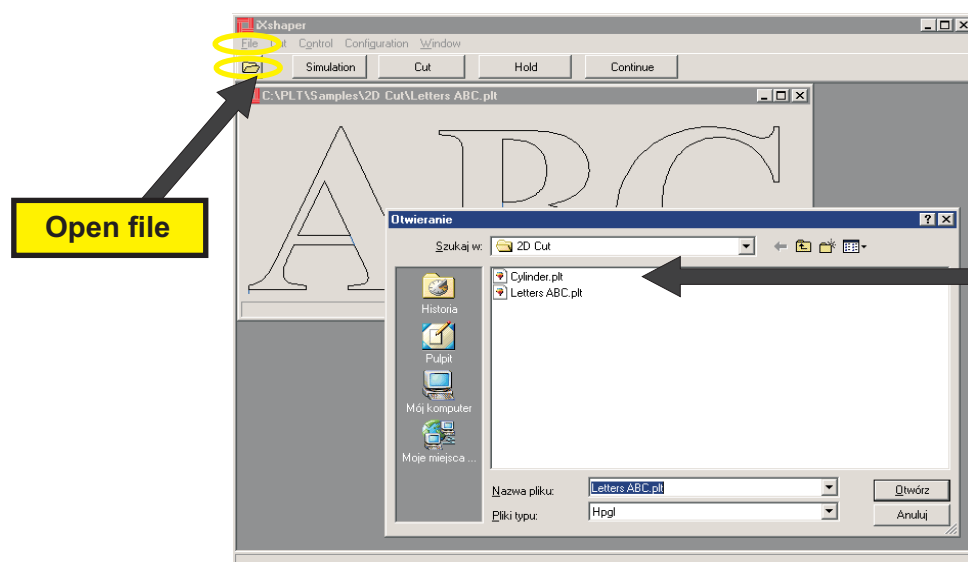 iXshaper
File Cut Control Configuration Window
Simulation Cut Hold Continue
C:\PLT\Samples\2D Cut\Letters ABC.plt
ABC
Open file
Otwieranie
Szukaj w: 2D Cut
Cylinder.plt
Letters ABC.plt
Historia
Pulpit
Mój komputer
Moje miejsca ...
Nazwa pliku: Letters ABC.plt Otwórz
Pliki typu: Hpgl Anuluj